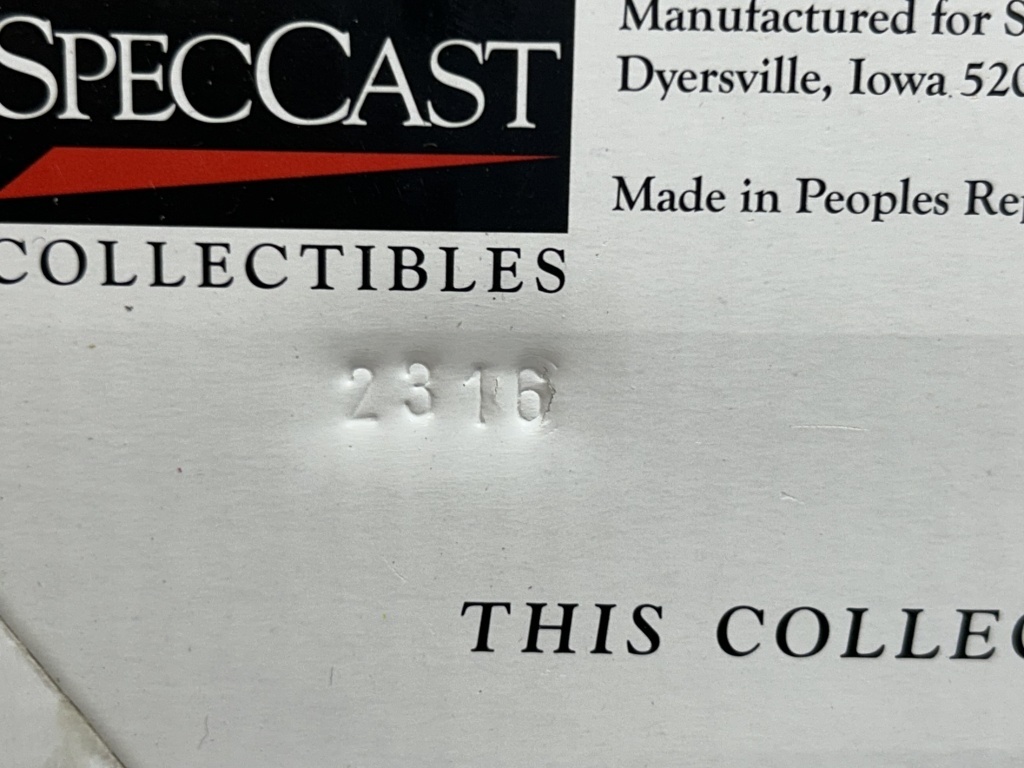 SPECCAST
COLLECTIBLES
Manufactured for S
Dyersville, Iowa 520
Made in Peoples Re
2316
THIS COLLEC